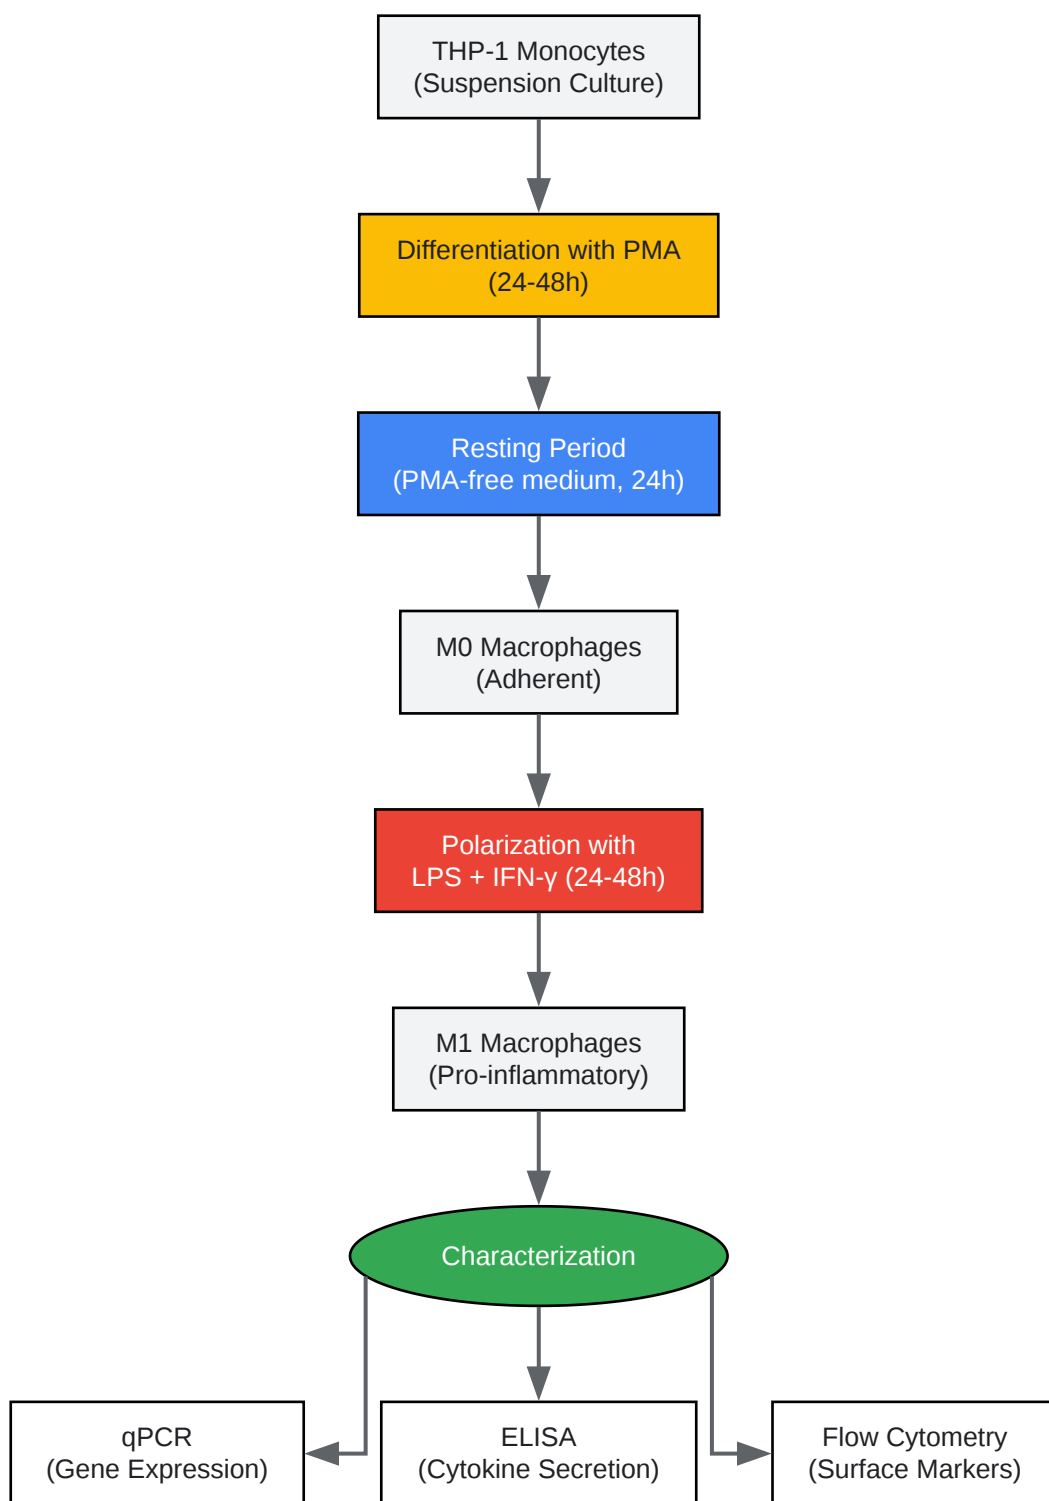 THP-1 Monocytes
(Suspension Culture)
Differentiation with PMA
(24-48h)
Resting Period
(PMA-free medium, 24h)
M0 Macrophages
(Adherent)
Polarization with
LPS + IFN-γ (24-48h)
M1 Macrophages
(Pro-inflammatory)
Characterization
qPCR
(Gene Expression)
ELISA
(Cytokine Secretion)
Flow Cytometry
(Surface Markers)